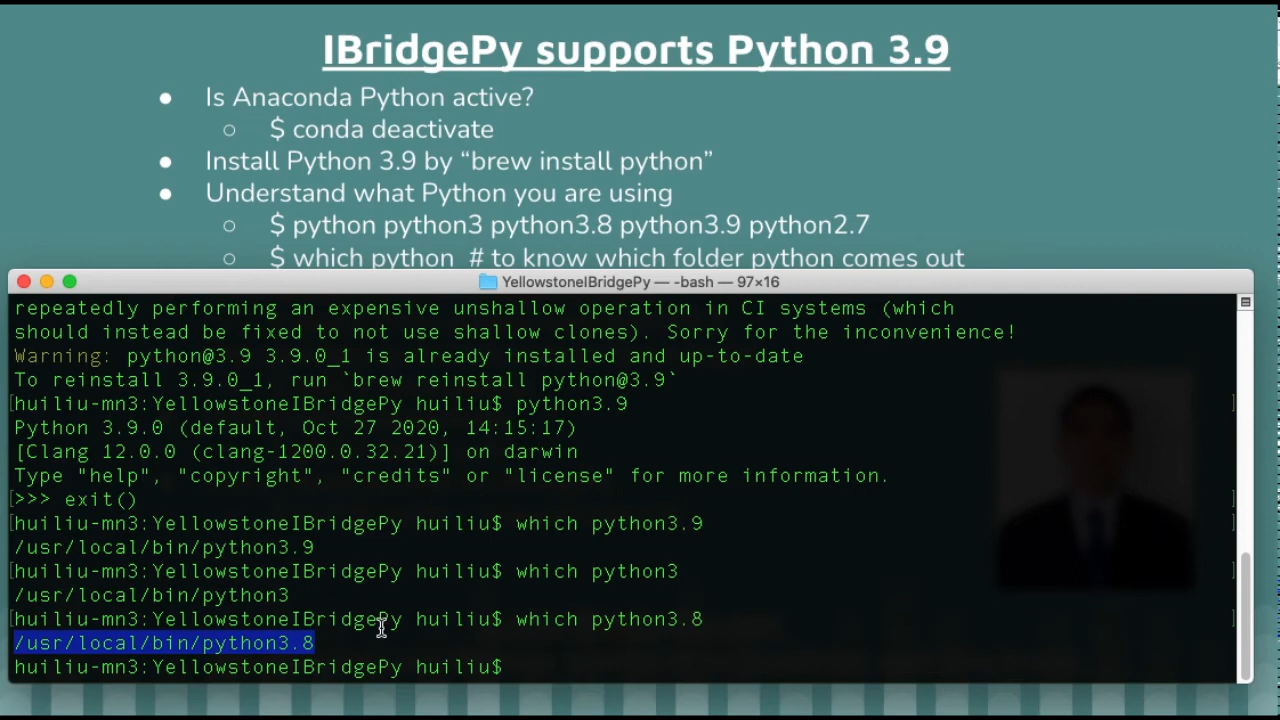 IBridgePy supports Python 3.9
● Is Anaconda Python active?
○ $ conda deactivate
● Install Python 3.9 by “brew install python”
● Understand what Python you are using
○ $ python python3 python3.8 python3.9 python2.7
○ $ which python # to know which folder python comes out
YellowstoneIBridgePy — -bash — 97×16
repeatedly performing an expensive unshallow operation in CI systems (which
should instead be fixed to not use shallow clones). Sorry for the inconvenience!
Warning: python@3.9 3.9.0_1 is already installed and up-to-date
To reinstall 3.9.0_1, run `brew reinstall python@3.9`
[huiliu-mn3:YellowstoneIBridgePy huiliu$ python3.9 ]
Python 3.9.0 (default, Oct 27 2020, 14:15:17)
[Clang 12.0.0 (clang-1200.0.32.21)] on darwin
Type "help", "copyright", "credits" or "license" for more information.
[>>> exit() ]
[huiliu-mn3:YellowstoneIBridgePy huiliu$ which python3.9 ]
/usr/local/bin/python3.9
[huiliu-mn3:YellowstoneIBridgePy huiliu$ which python3 ]
/usr/local/bin/python3
[huiliu-mn3:YellowstoneIBridgePy huiliu$ which python3.8 ]
/usr/local/bin/python3.8
huiliu-mn3:YellowstoneIBridgePy huiliu$